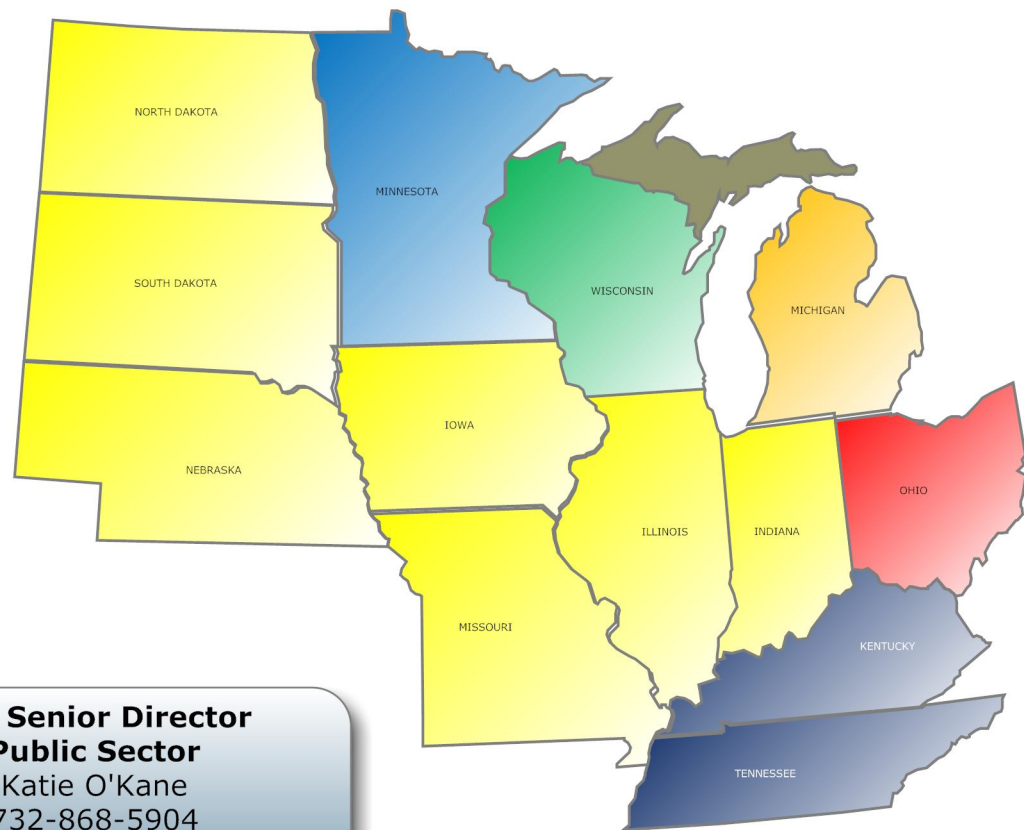 NORTH DAKOTA
MINNESOTA
SOUTH DAKOTA
WISCONSIN
MICHIGAN
IOWA
NEBRASKA
OHIO
ILLINOIS
INDIANA
MISSOURI
KENTUCKY
TENNESSEE
Senior Director
Public Sector
Katie O'Kane
732-868-5904